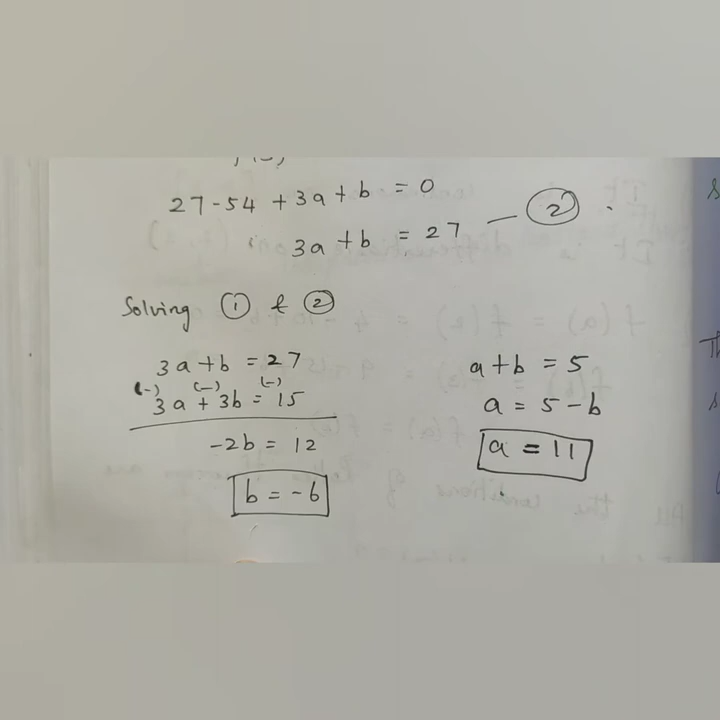 27-54 + 3a + b = 0
3a + b = 27 — ②
Solving ① & ②
3a + b = 27
(-) (-) (-)
3a + 3b = 15
-2b = 12
b = -6
a + b = 5
a = 5 - b
a = 11